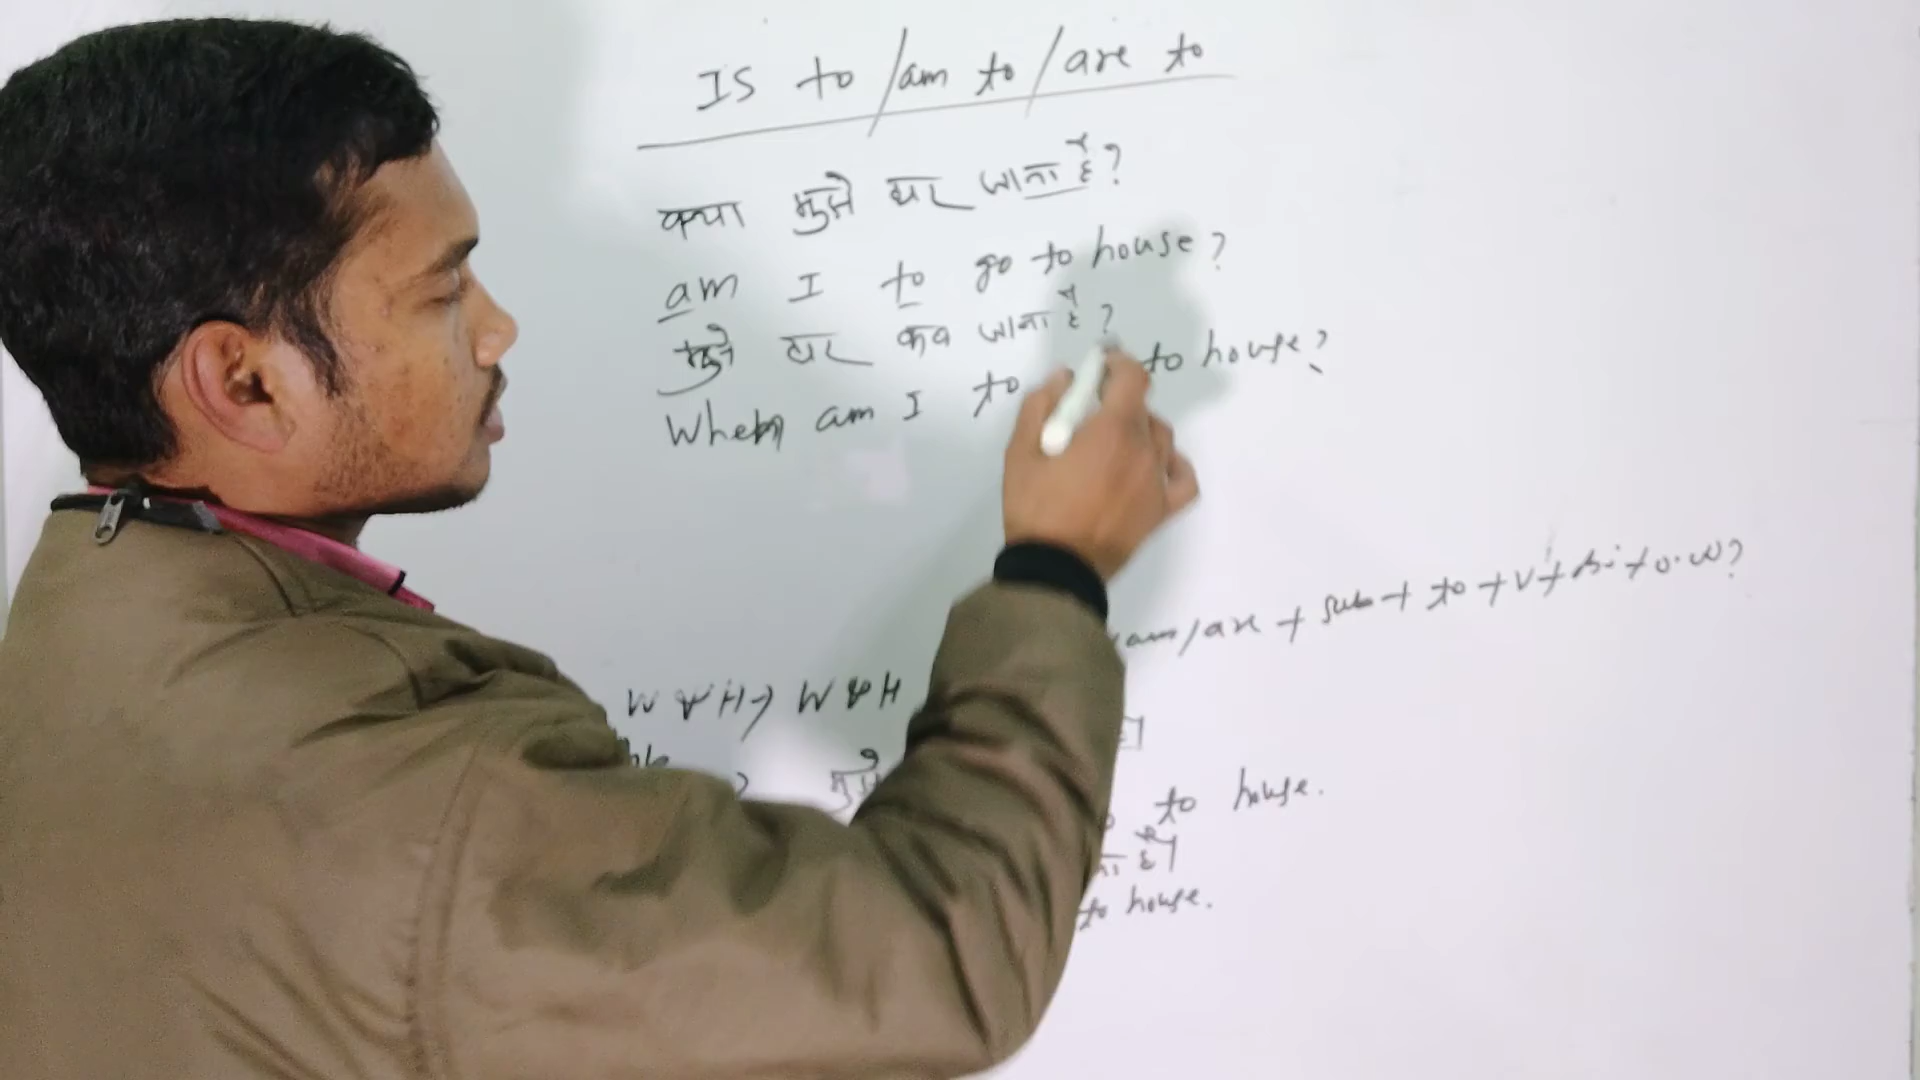 IS to / am to / are to
क्या मुझे घर जाना है?
am I to go to house?
मुझे घर कब जाना है?
When am I to to house?
am/are + sub + to + V + + o.w?
W & H → W & H
मुझे
to house.
ना है।
to house.